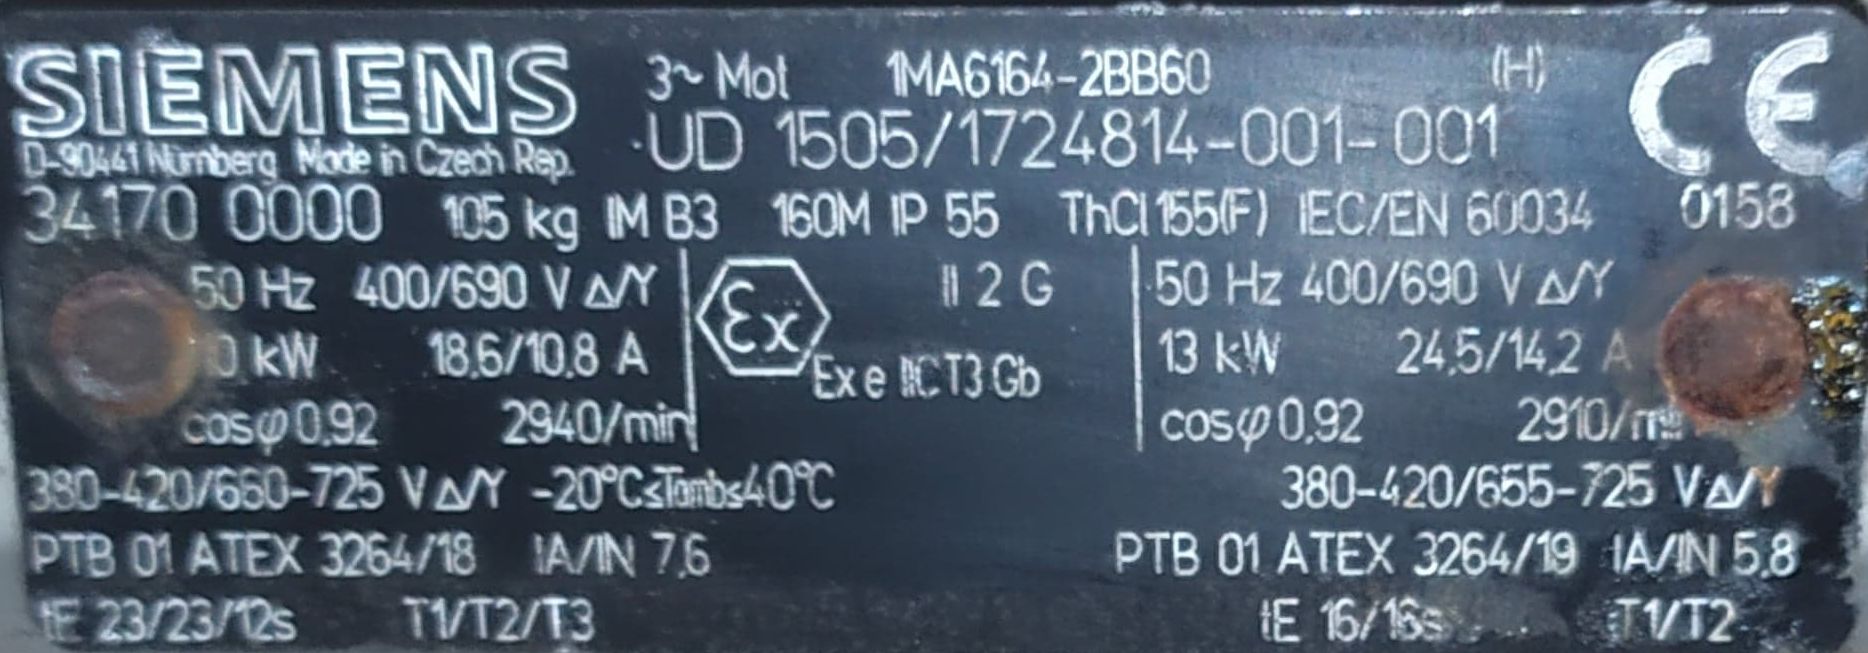 SIEMENS 3~ Mot 1MA6164-2BB60 (H) CE
UD 1505/1724814-001-001
D-90441 Nürnberg Made in Czech Rep.
34170 0000 105 kg IM B3 160M IP 55 ThCl 155(F) IEC/EN 60034 0158
50 Hz 400/690 V Δ/Y
0 kW 18,6/10,8 A
cosφ 0,92 2940/min
Ex II 2 G
Ex e IIC T3 Gb
50 Hz 400/690 V Δ/Y
13 kW 24,5/14,2 A
cosφ 0,92 2910/min
380-420/660-725 V Δ/Y -20°C≤Tamb≤40°C 380-420/655-725 V Δ/Y
PTB 01 ATEX 3264/18 IA/IN 7,6 PTB 01 ATEX 3264/19 IA/IN 5,8
tE 23/23/12s T1/T2/T3 tE 16/16s T1/T2